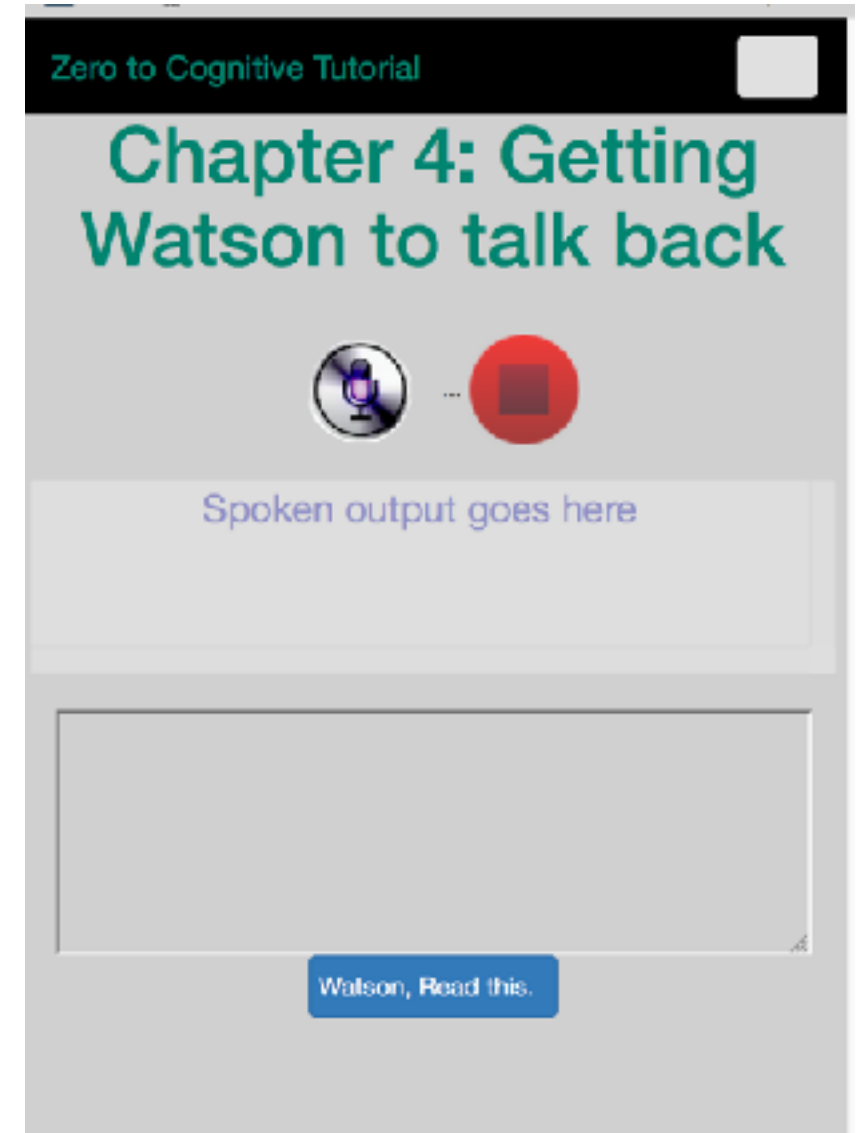 Zero to Cognitive Tutorial
Chapter 4: Getting
Watson to talk back
...
Spoken output goes here
Watson, Read this.